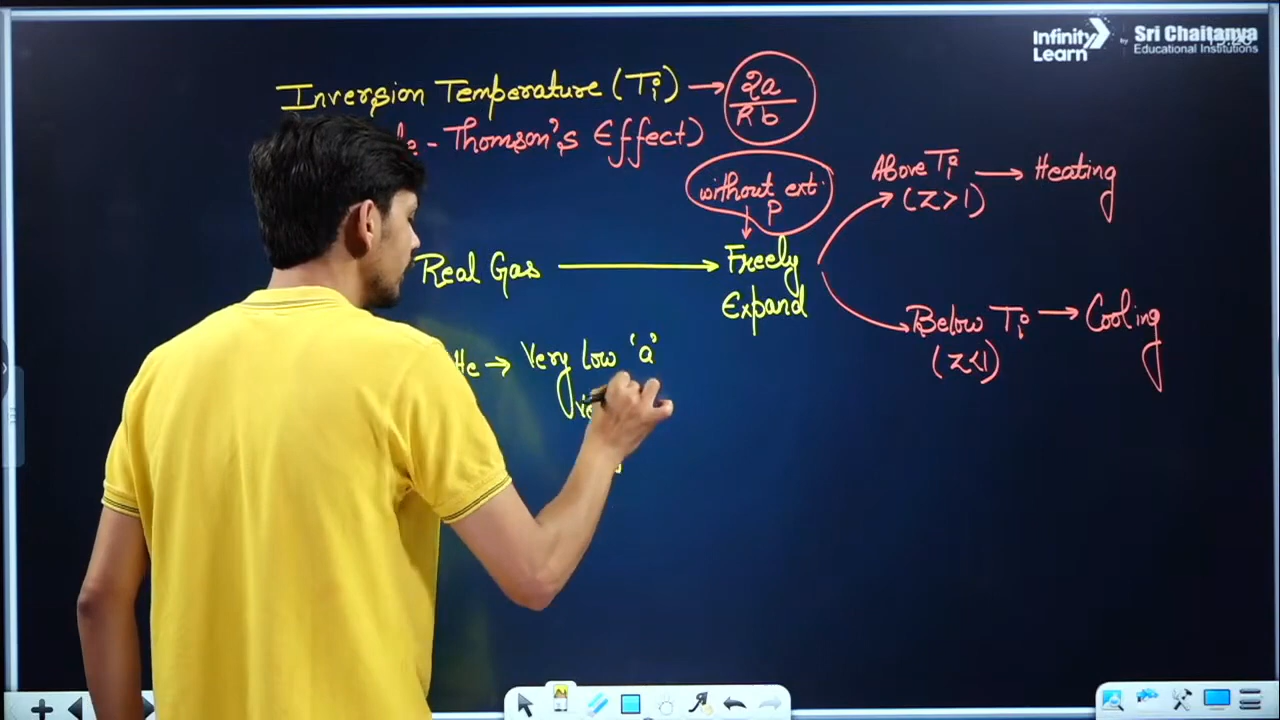 Infinity Learn by Sri Chaitanya Educational Institutions
Inversion Temperature (Ti) → 2a / Rb
- Thomson's Effect)
without ext. P
Above Ti → Heating
(Z>1)
Real Gas → Freely Expand
Below Ti → Cooling
(Z<1)
He → Very low 'a'